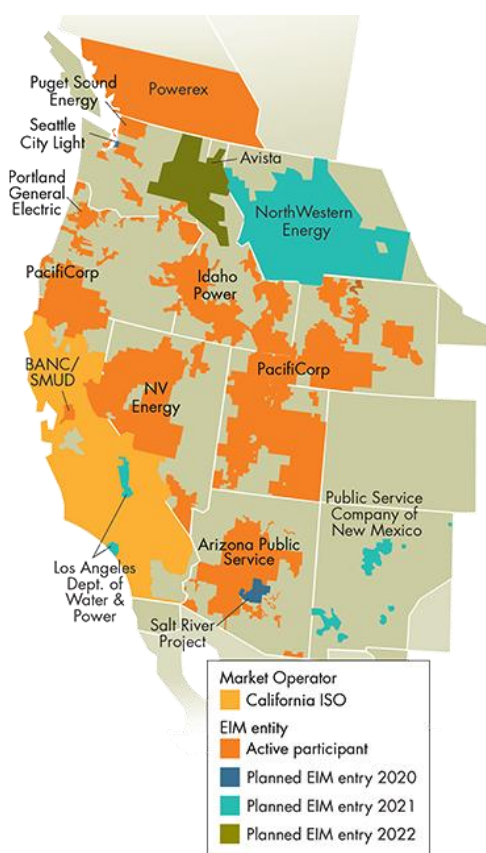 Powerex
Puget Sound
Energy
Seattle
City Light
Avista
Portland
General
Electric
NorthWestern
Energy
PacifiCorp
Idaho
Power
BANC/
SMUD
NV
Energy
PacifiCorp
Public Service
Company of
New Mexico
Arizona Public
Service
Los Angeles
Dept. of
Water &
Power
Salt River
Project
Market Operator
California ISO
EIM entity
Active participant
Planned EIM entry 2020
Planned EIM entry 2021
Planned EIM entry 2022